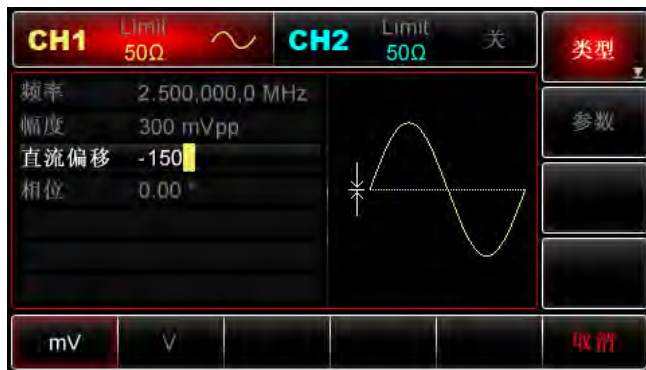 CH1 Limit 50Ω CH2 Limit 50Ω 关 类型
频率 2.500,000,0 MHz
幅度 300 mVpp 参数
直流偏移 -150
相位 0.00 °
mV V 取消